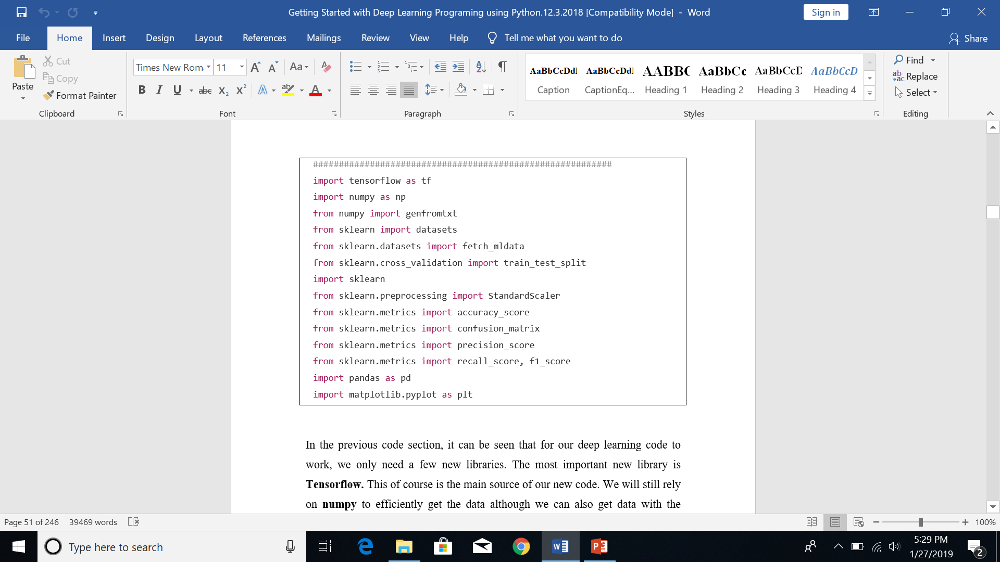 Getting Started with Deep Learning Programing using Python.12.3.2018 [Compatibility Mode] - Word
Sign in
File Home Insert Design Layout References Mailings Review View Help Tell me what you want to do Share
Paste
Cut
Copy
Format Painter
Clipboard
Times New Rom 11
Font
Paragraph
AaBbCcDdI AaBbCcDdI AABBC AaBbCc AaBbCcD AaBbCcD
Caption CaptionEq... Heading 1 Heading 2 Heading 3 Heading 4
Styles
Find
Replace
Select
Editing
##########################################################
import tensorflow as tf
import numpy as np
from numpy import genfromtxt
from sklearn import datasets
from sklearn.datasets import fetch_mldata
from sklearn.cross_validation import train_test_split
import sklearn
from sklearn.preprocessing import StandardScaler
from sklearn.metrics import accuracy_score
from sklearn.metrics import confusion_matrix
from sklearn.metrics import precision_score
from sklearn.metrics import recall_score, f1_score
import pandas as pd
import matplotlib.pyplot as plt
In the previous code section, it can be seen that for our deep learning code to
work, we only need a few new libraries. The most important new library is
Tensorflow. This of course is the main source of our new code. We will still rely
on numpy to efficiently get the data although we can also get data with the
Page 51 of 246 39469 words 100%
Type here to search
5:29 PM
1/27/2019
2